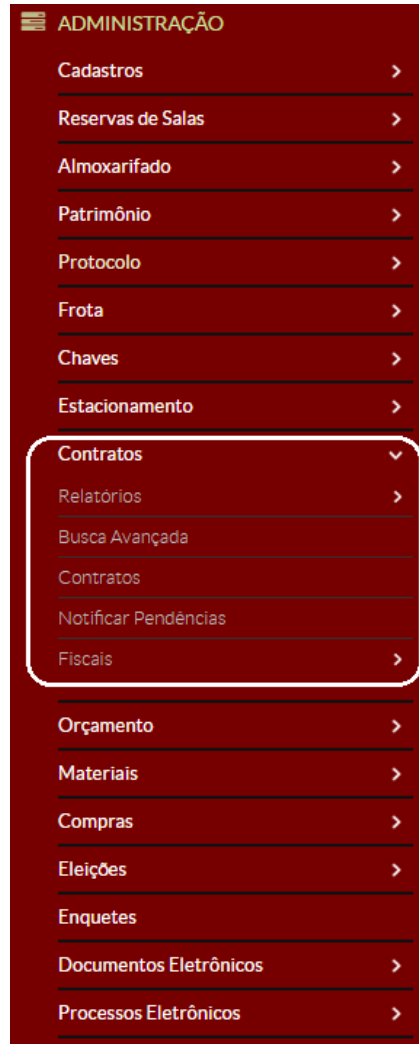 ADMINISTRAÇÃO
Cadastros
Reservas de Salas
Almoxarifado
Patrimônio
Protocolo
Frota
Chaves
Estacionamento
Contratos
Relatórios
Busca Avançada
Contratos
Notificar Pendências
Fiscais
Orçamento
Materiais
Compras
Eleições
Enquetes
Documentos Eletrônicos
Processos Eletrônicos